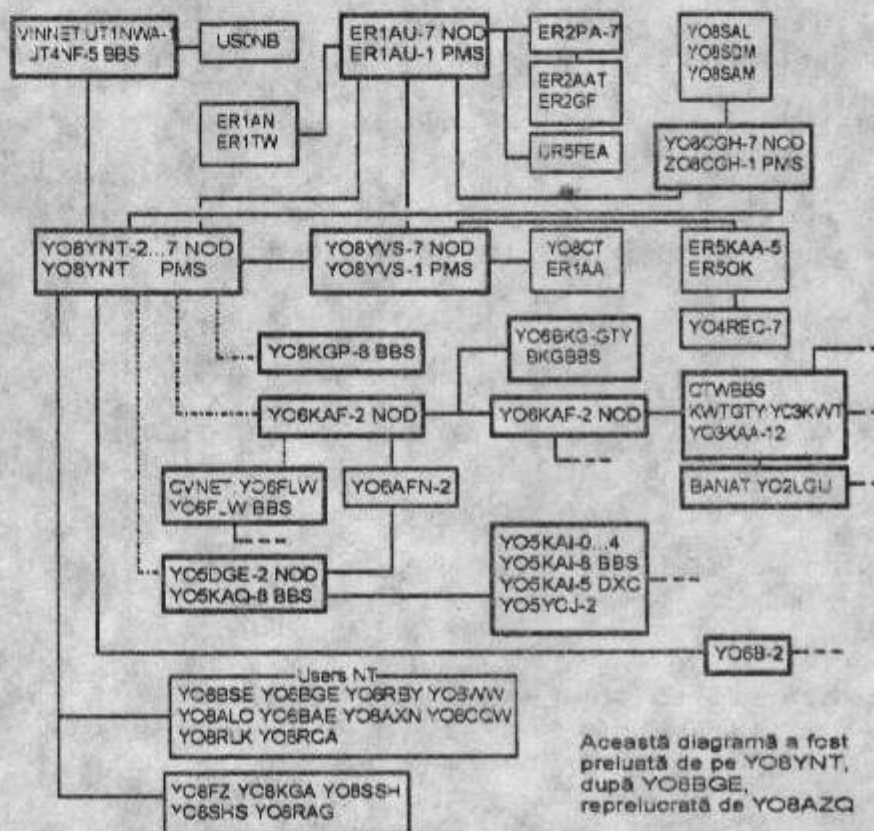 VINNET UT1NWA-1
UT4NF-5 BBS
ER1AU-7 NOD
ER1AU-1 PMS
ER2PA-7
YO8SAL
YO8SDM
YO8SAM
ER2AAT
ER2GF
ER1AN
ER1TW
YO8CGH-7 NOD
ZO8CGH-1 PMS
YO8YNT-2...7 NOD
YO8YNT PMS
YO8YVS-7 NOD
YO8YVS-1 PMS
YO8CT
ER1AA
ER5KAA-5
ER5OK
YO4REC-7
YO8KGP-8 BBS
YO6BKG-GTY
BKGBBS
YO6KAF-2 NOD
YO6KAF-2 NOD
CTWBBS
KWTGTY YO3KWT
YO3KAA-12
CVNET YO6FLW
YO6FLW BBS
YO6AFN-2
BANAT YO2LGU
YO5DGE-2 NOD
YO5KAQ-8 BBS
YO5KAI-0...4
YO5KAI-8 BBS
YO5KAI-5 DXC
YO5YCJ-2
YO6B-2
Users NT
YO8BSE YO8BGE YO8RBY YO8WW
YO8ALO YO8BAE YO8AXN YO8CCW
YO8RLK YO8RCA
YO8FZ YO8KGA YO8SSH
YO8SHS YO8RAG
Această diagramă a fost
preluată de pe YO8YNT,
după YO8BGE,
reprelucrată de YO8AZQ